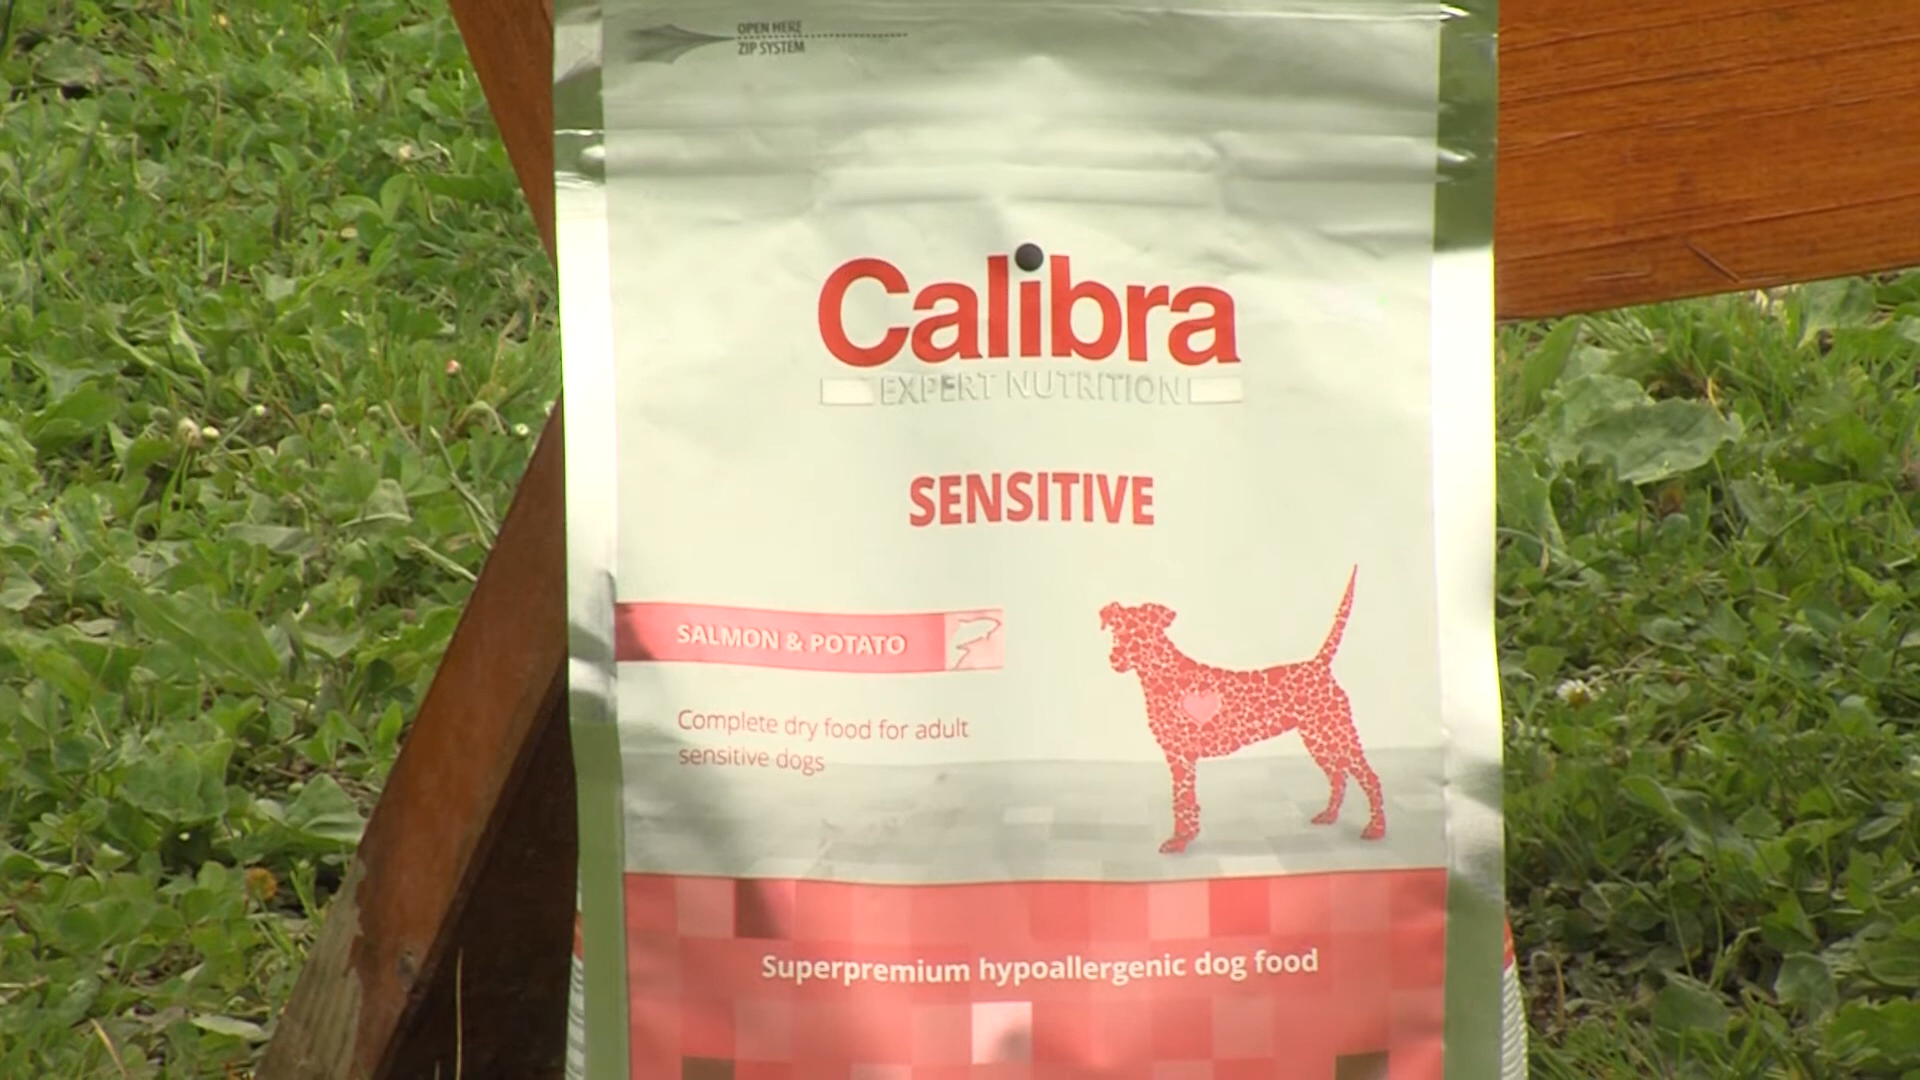 OPEN HERE
ZIP SYSTEM
Calibra
EXPERT NUTRITION
SENSITIVE
SALMON & POTATO
Complete dry food for adult
sensitive dogs
Superpremium hypoallergenic dog food